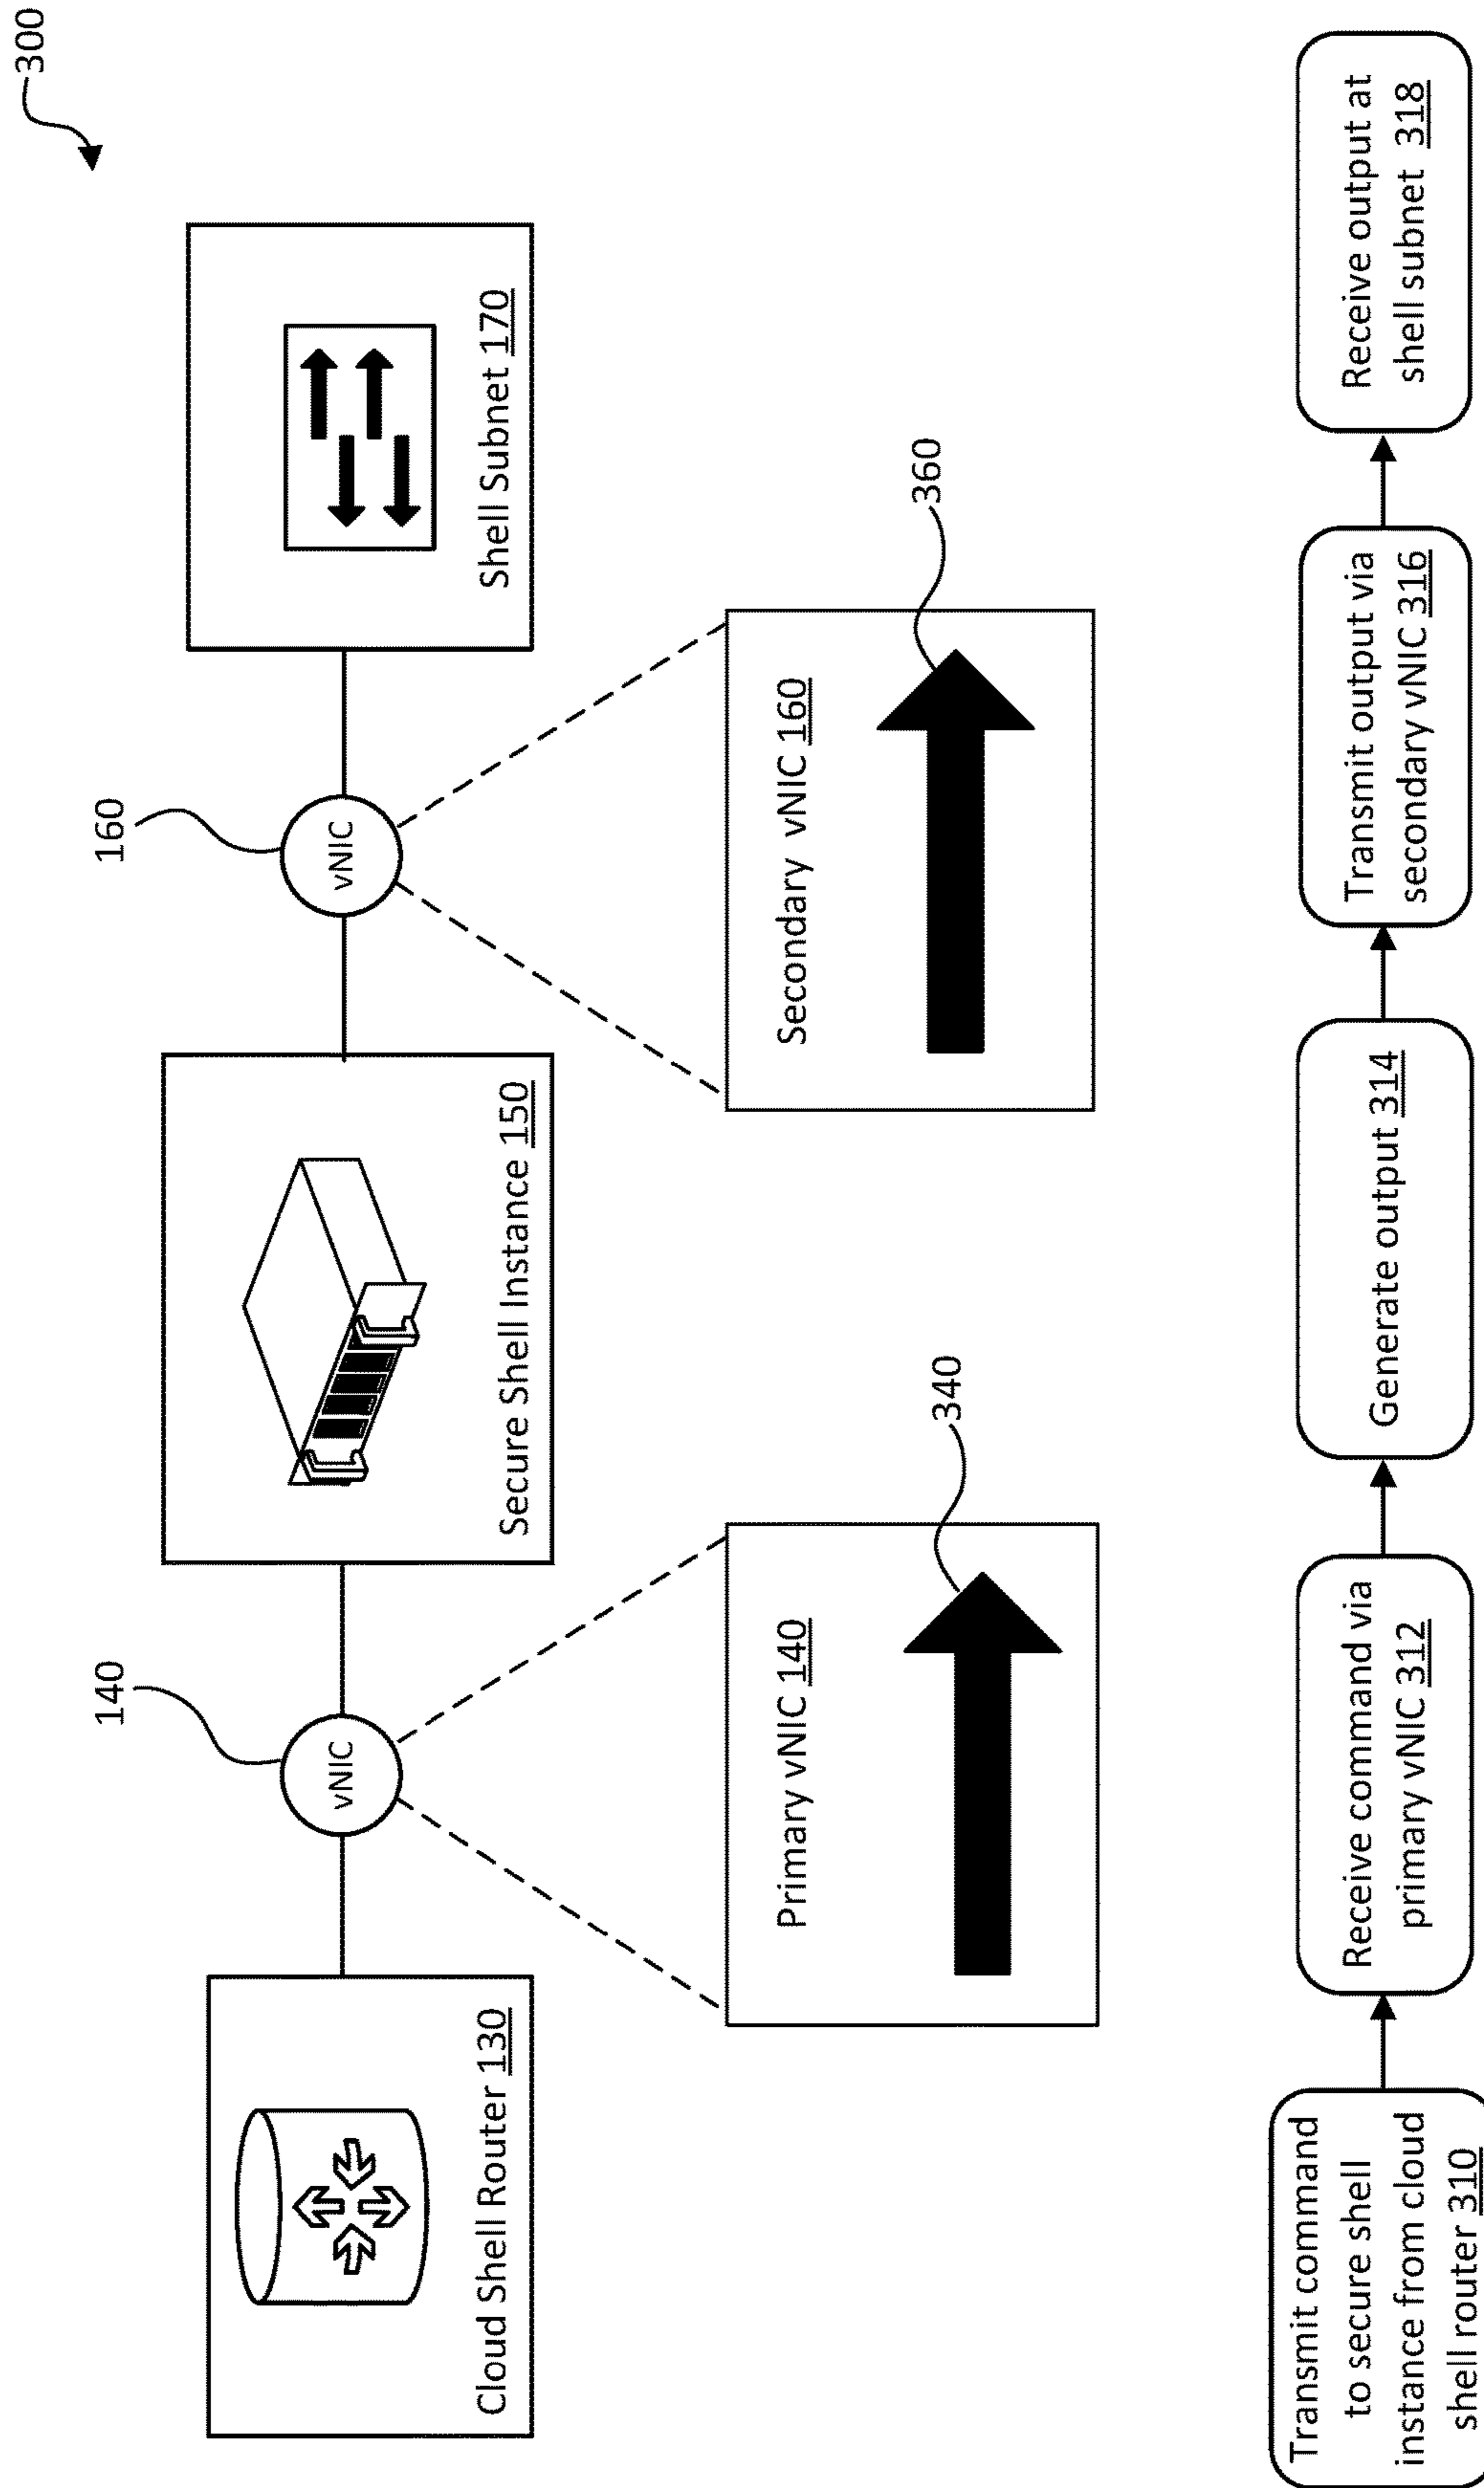 300
140
160
vNIC
vNIC
Cloud Shell Router 130
Secure Shell Instance 150
Shell Subnet 170
Primary vNIC 140
340
Secondary vNIC 160
360
Transmit command
to secure shell
instance from cloud
shell router 310
Receive command via
primary vNIC 312
Generate output 314
Transmit output via
secondary vNIC 316
Receive output at
shell subnet 318